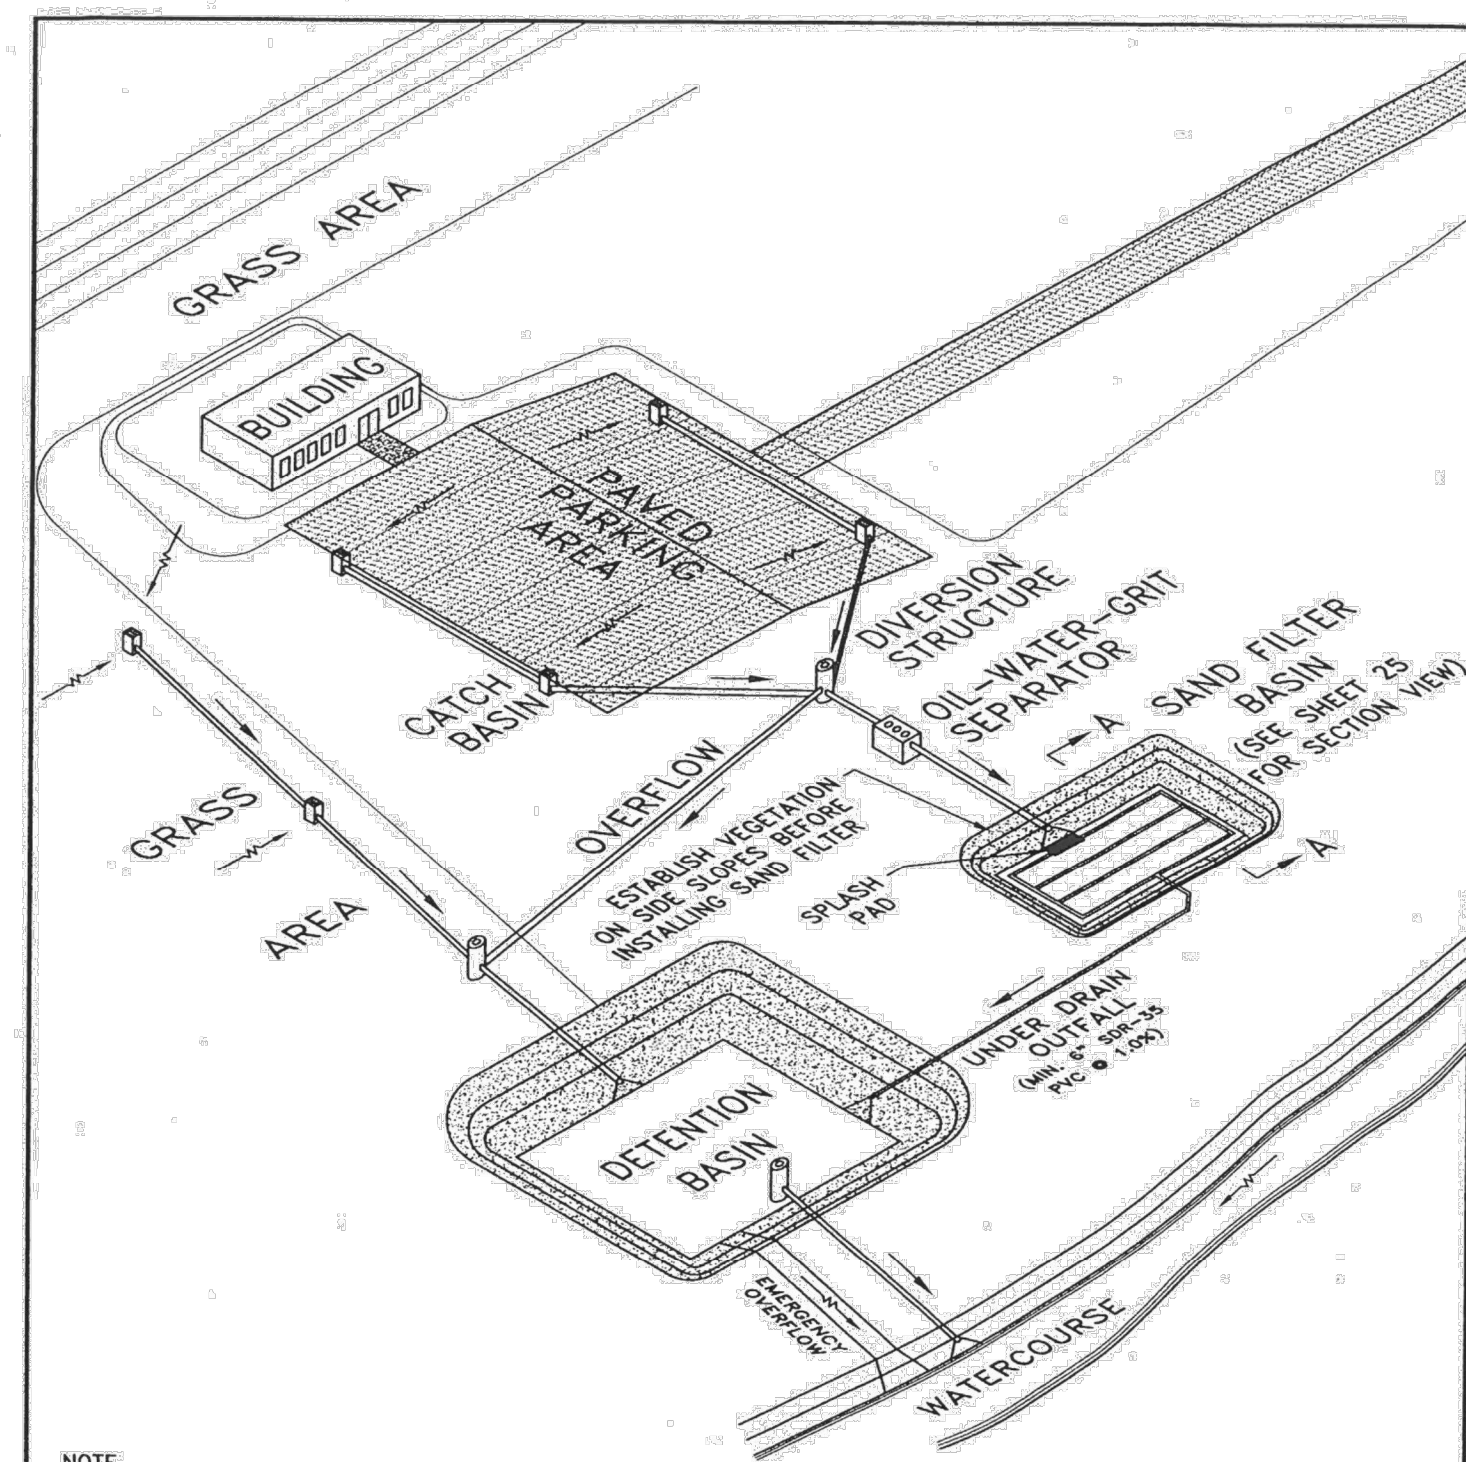 GRASS AREA
BUILDING
PAVED
PARKING
AREA
DIVERSION
STRUCTURE
OIL-WATER-GRIT
SEPARATOR
SAND FILTER
BASIN
(SEE SHEET 25
FOR SECTION VIEW)
A
A
CATCH
BASIN
OVERFLOW
GRASS
AREA
ESTABLISH VEGETATION
ON SIDE SLOPES BEFORE
INSTALLING SAND FILTER
SPLASH
PAD
UNDER DRAIN
OUTFALL
(MIN. 6" SDR-35
PVC @ 1.0%)
DETENTION
BASIN
EMERGENCY
OVERFLOW
WATERCOURSE
NOTE